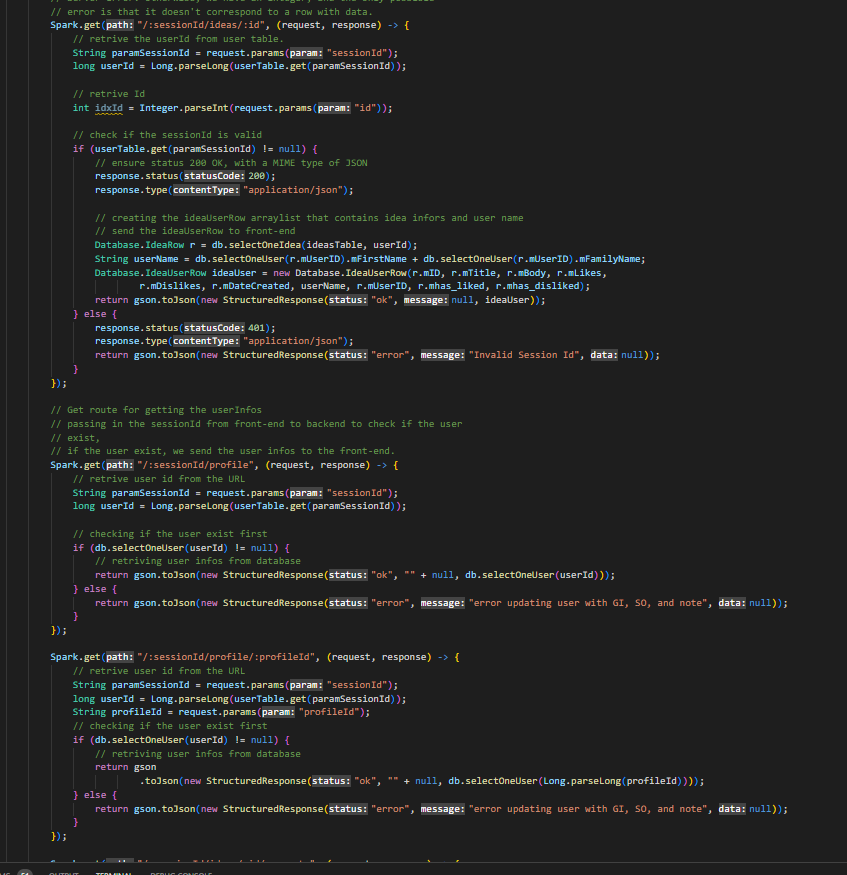 // error is that it doesn't correspond to a row with data.
Spark.get(path: "/:sessionId/ideas/:id", (request, response) -> {
// retrive the userId from user table.
String paramSessionId = request.params(param: "sessionId");
long userId = Long.parseLong(userTable.get(paramSessionId));
// retrive Id
int idxId = Integer.parseInt(request.params(param: "id"));
// check if the sessionId is valid
if (userTable.get(paramSessionId) != null) {
// ensure status 200 OK, with a MIME type of JSON
response.status(statusCode: 200);
response.type(contentType: "application/json");
// creating the ideaUserRow arraylist that contains idea infors and user name
// send the ideaUserRow to front-end
Database.IdeaRow r = db.selectOneIdea(ideasTable, userId);
String userName = db.selectOneUser(r.mUserID).mFirstName + db.selectOneUser(r.mUserID).mFamilyName;
Database.IdeaUserRow ideaUser = new Database.IdeaUserRow(r.mID, r.mTitle, r.mBody, r.mLikes,
r.mDislikes, r.mDateCreated, userName, r.mUserID, r.mhas_liked, r.mhas_disliked);
return gson.toJson(new StructuredResponse(status: "ok", message: null, ideaUser));
} else {
response.status(statusCode: 401);
response.type(contentType: "application/json");
return gson.toJson(new StructuredResponse(status: "error", message: "Invalid Session Id", data: null));
}
});
// Get route for getting the userInfos
// passing in the sessionId from front-end to backend to check if the user
// exist,
// if the user exist, we send the user infos to the front-end.
Spark.get(path: "/:sessionId/profile", (request, response) -> {
// retrive user id from the URL
String paramSessionId = request.params(param: "sessionId");
long userId = Long.parseLong(userTable.get(paramSessionId));
// checking if the user exist first
if (db.selectOneUser(userId) != null) {
// retriving user infos from database
return gson.toJson(new StructuredResponse(status: "ok", "" + null, db.selectOneUser(userId)));
} else {
return gson.toJson(new StructuredResponse(status: "error", message: "error updating user with GI, SO, and note", data: null));
}
});
Spark.get(path: "/:sessionId/profile/:profileId", (request, response) -> {
// retrive user id from the URL
String paramSessionId = request.params(param: "sessionId");
long userId = Long.parseLong(userTable.get(paramSessionId));
String profileId = request.params(param: "profileId");
// checking if the user exist first
if (db.selectOneUser(userId) != null) {
// retriving user infos from database
return gson
.toJson(new StructuredResponse(status: "ok", "" + null, db.selectOneUser(Long.parseLong(profileId))));
} else {
return gson.toJson(new StructuredResponse(status: "error", message: "error updating user with GI, SO, and note", data: null));
}
});